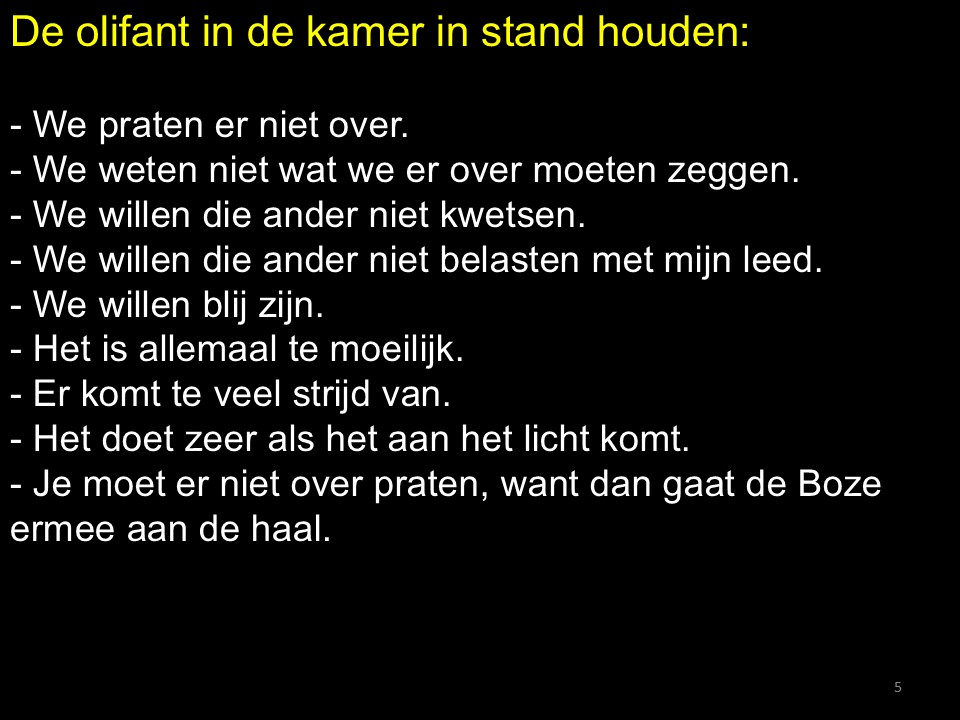 De olifant in de kamer in stand houden:
- We praten er niet over.
- We weten niet wat we er over moeten zeggen.
- We willen die ander niet kwetsen.
- We willen die ander niet belasten met mijn leed.
- We willen blij zijn.
- Het is allemaal te moeilijk.
- Er komt te veel strijd van.
- Het doet zeer als het aan het licht komt.
- Je moet er niet over praten, want dan gaat de Boze
ermee aan de haal.
5